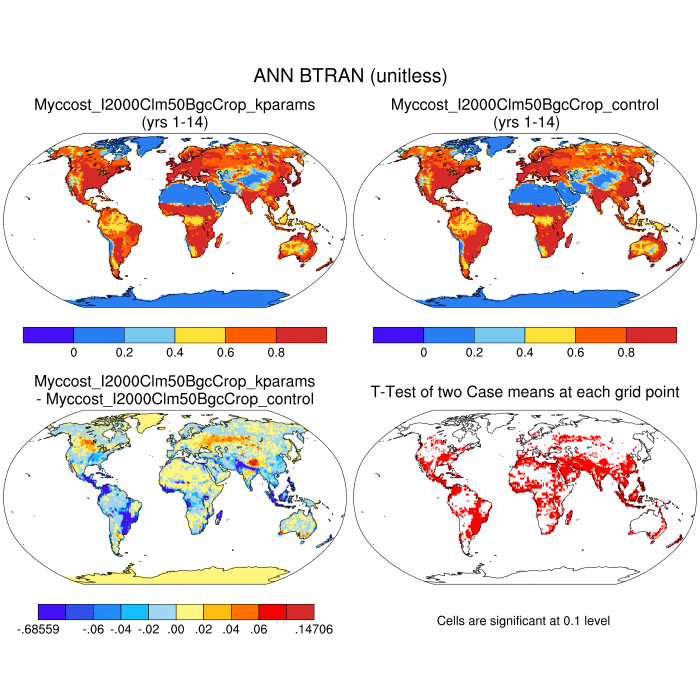 ANN BTRAN (unitless)
Myccost_I2000Clm50BgcCrop_kparams
(yrs 1-14)
Myccost_I2000Clm50BgcCrop_control
(yrs 1-14)
0 0.2 0.4 0.6 0.8
0 0.2 0.4 0.6 0.8
Myccost_I2000Clm50BgcCrop_kparams
- Myccost_I2000Clm50BgcCrop_control
T-Test of two Case means at each grid point
-.68559 -.06 -.04 -.02 .00 .02 .04 .06 .14706
Cells are significant at 0.1 level